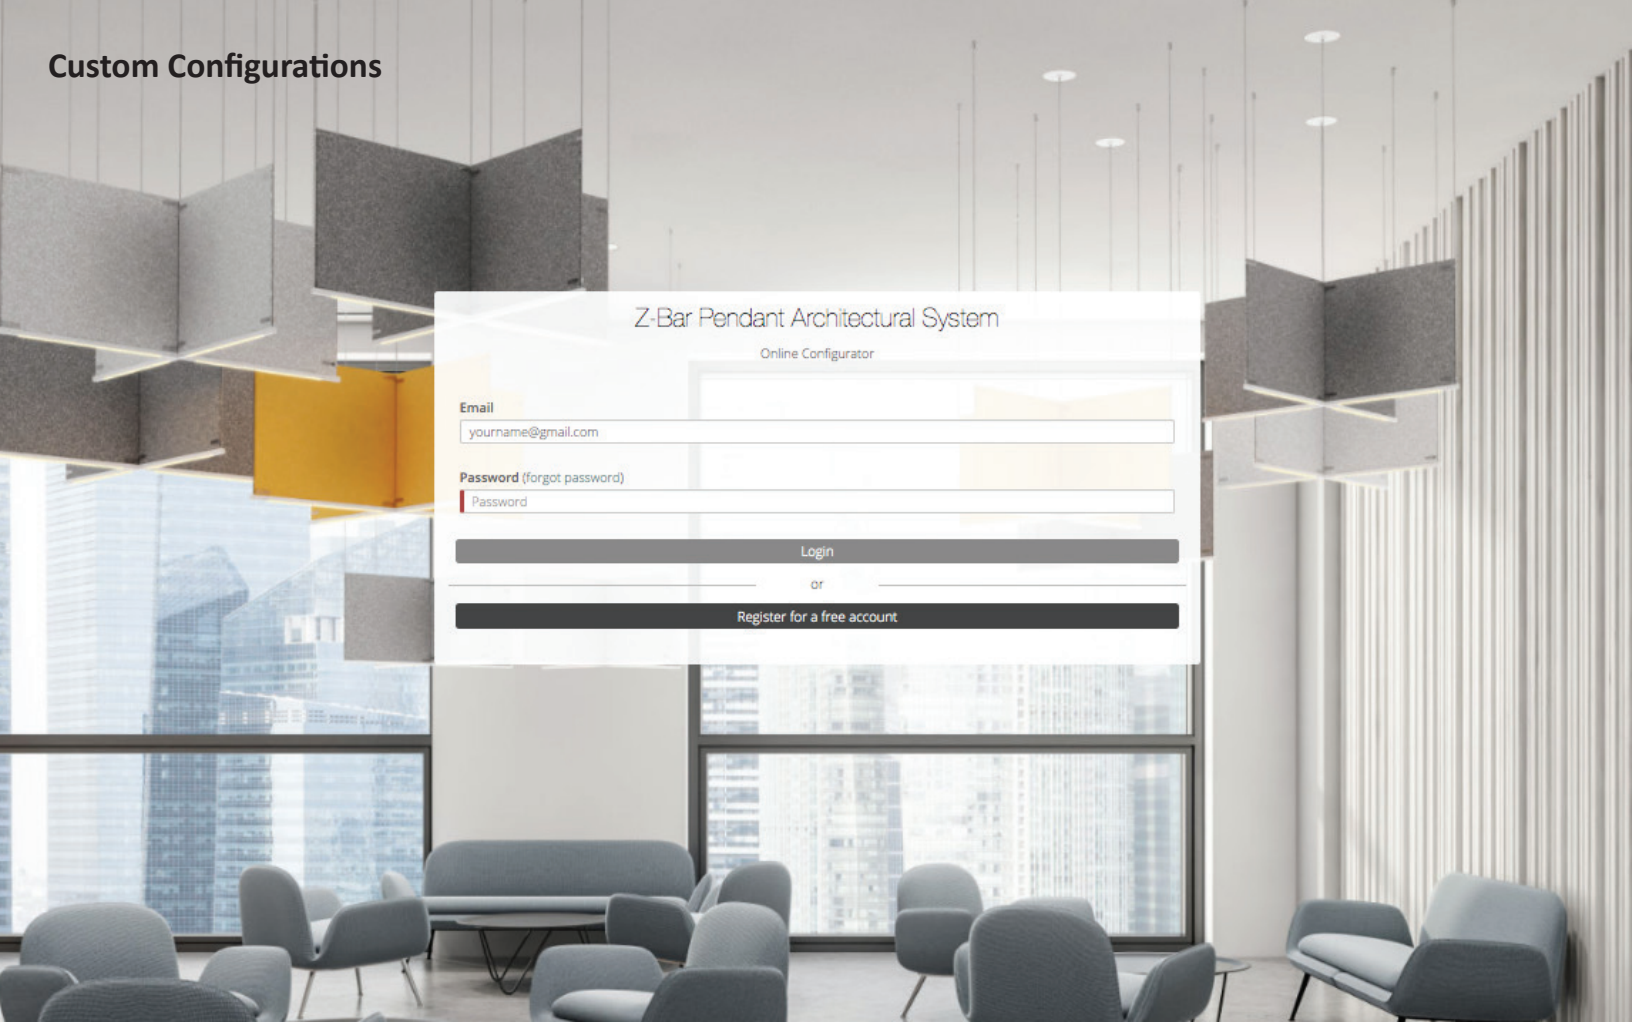 Custom Configurations
Z-Bar Pendant Architectural System
Online Configurator
Email
yourname@gmail.com
Password (forgot password)
Password
Login
or
Register for a free account